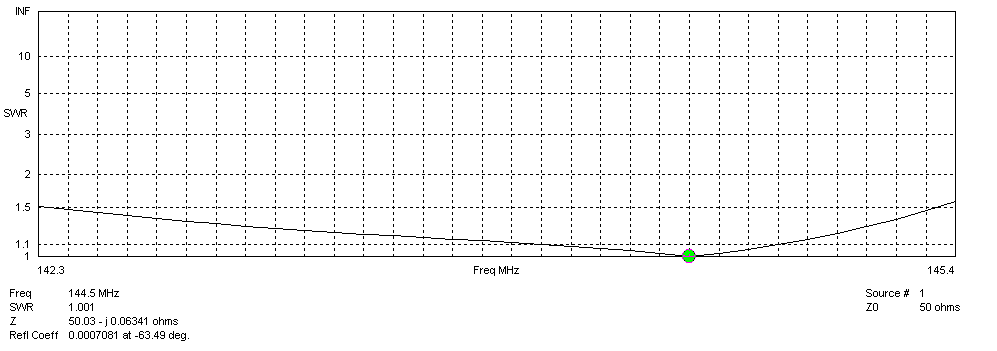 INF
10
5
SWR
3
2
1.5
1.1
1
142.3 Freq MHz 145.4
Freq 144.5 MHz Source # 1
SWR 1.001 Z0 50 ohms
Z 50.03 - j 0.06341 ohms
Refl Coeff 0.0007081 at -63.49 deg.